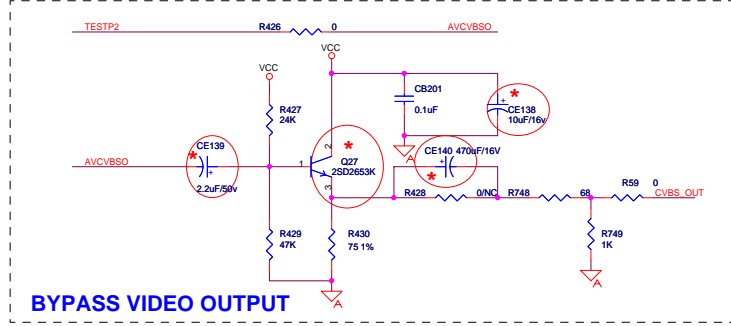 TESTP2 R426 0 AVCVBSO
VCC
VCC
CB201
0.1uF
*
CE138
10uF/16v
R427
24K
CE139
*
2
*
CE140 470uF/16V
A
AVCVBSO
+
1
Q27
2SD2653K
+
*
2.2uF/50v
3
R428 0/NC R748 68 R59 0
CVBS_OUT
R429
47K
R430
75 1%
R749
1K
A
A
BYPASS VIDEO OUTPUT